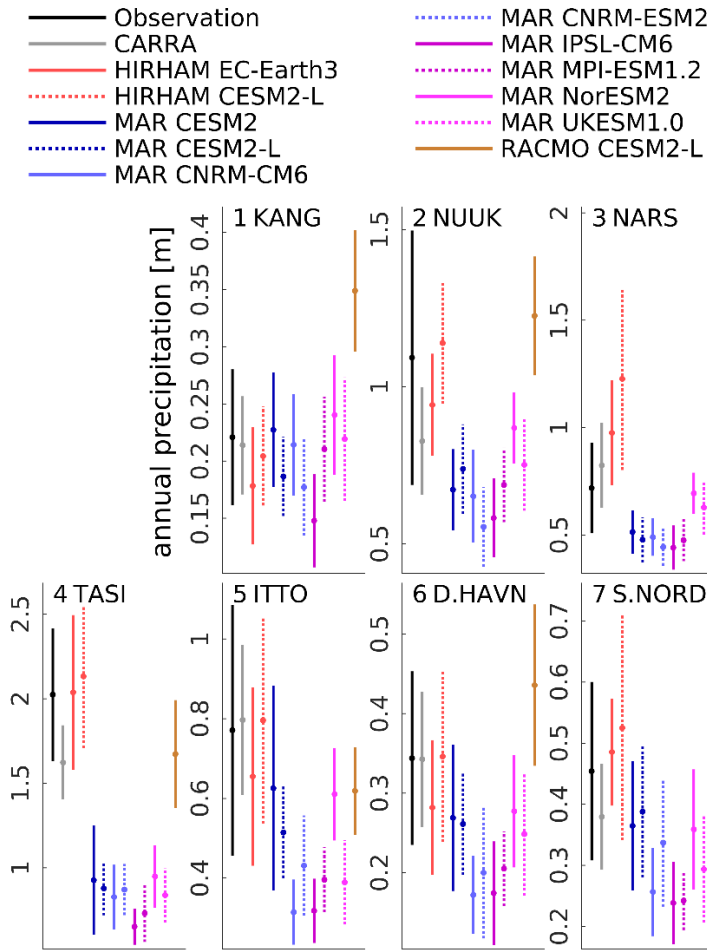 Observation
CARRA
HIRHAM EC-Earth3
HIRHAM CESM2-L
MAR CESM2
MAR CESM2-L
MAR CNRM-CM6
MAR CNRM-ESM2
MAR IPSL-CM6
MAR MPI-ESM1.2
MAR NorESM2
MAR UKESM1.0
RACMO CESM2-L
annual precipitation [m]
1 KANG
0.4
0.35
0.3
0.25
0.2
0.15
2 NUUK
1.5
1
0.5
3 NARS
2
1.5
1
0.5
4 TASI
2.5
2
1.5
1
5 ITTO
1
0.8
0.6
0.4
6 D.HAVN
0.5
0.4
0.3
0.2
7 S.NORD
0.7
0.6
0.5
0.4
0.3
0.2